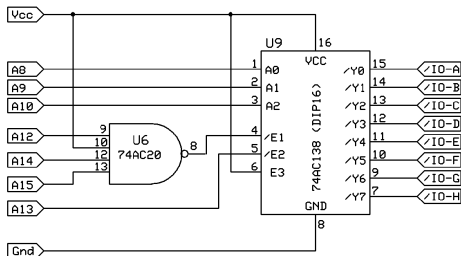 Vcc
U9
16
VCC
A8 1 A0 /Y0 15 /IO-A
A9 2 A1 /Y1 14 /IO-B
A10 3 A2 /Y2 13 /IO-C
/Y3 12 /IO-D
A12 9
10
U6
74AC20
8 4 /E1 /Y4 11 /IO-E
A14 12
5 /E2 /Y5 10 /IO-F
A15 13
6 E3 /Y6 9 /IO-G
/Y7 7 /IO-H
74AC138 (DIP16)
A13
GND
8
Gnd